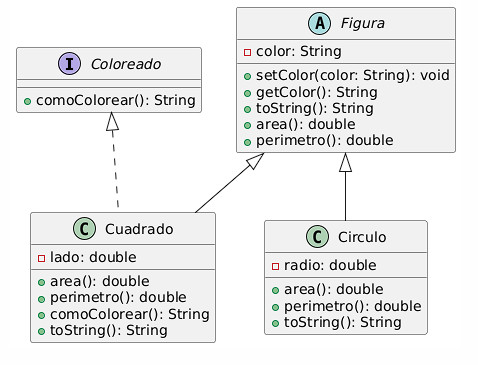 I Coloreado
comoColorear(): String
A Figura
color: String
setColor(color: String): void
getColor(): String
toString(): String
area(): double
perimetro(): double
C Cuadrado
lado: double
area(): double
perimetro(): double
comoColorear(): String
toString(): String
C Circulo
radio: double
area(): double
perimetro(): double
toString(): String